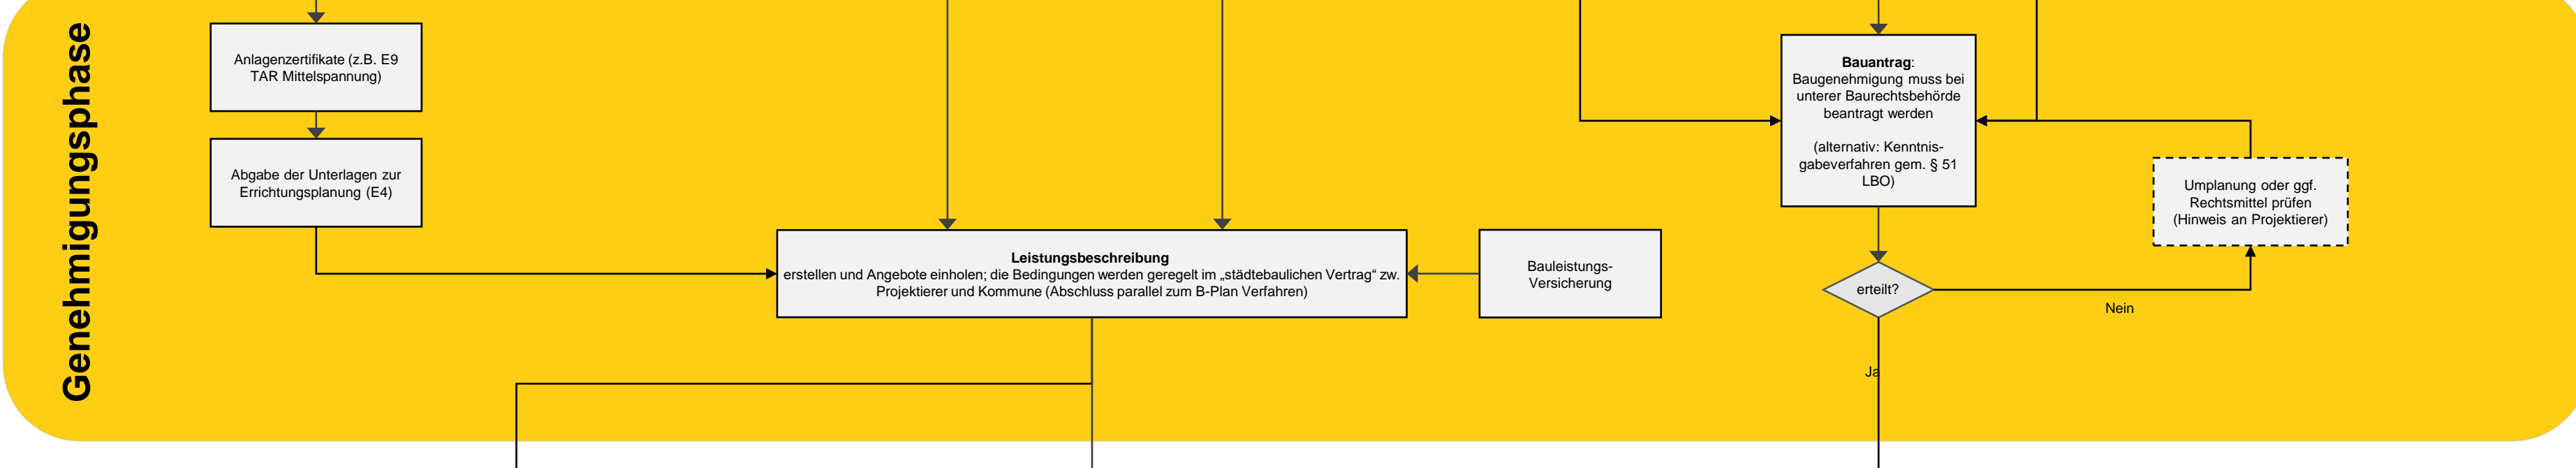 Genehmigungsphase
Anlagenzertifikate (z.B. E9
TAR Mittelspannung)
Abgabe der Unterlagen zur
Errichtungsplanung (E4)
Leistungsbeschreibung
erstellen und Angebote einholen; die Bedingungen werden geregelt im „städtebaulichen Vertrag“ zw.
Projektierer und Kommune (Abschluss parallel zum B-Plan Verfahren)
Bauleistungs-
Versicherung
Bauantrag:
Baugenehmigung muss bei
unterer Baurechtsbehörde
beantragt werden
(alternativ: Kenntnis-
gabeverfahren gem. § 51
LBO)
erteilt?
Umplanung oder ggf.
Rechtsmittel prüfen
(Hinweis an Projektierer)
Nein
Ja